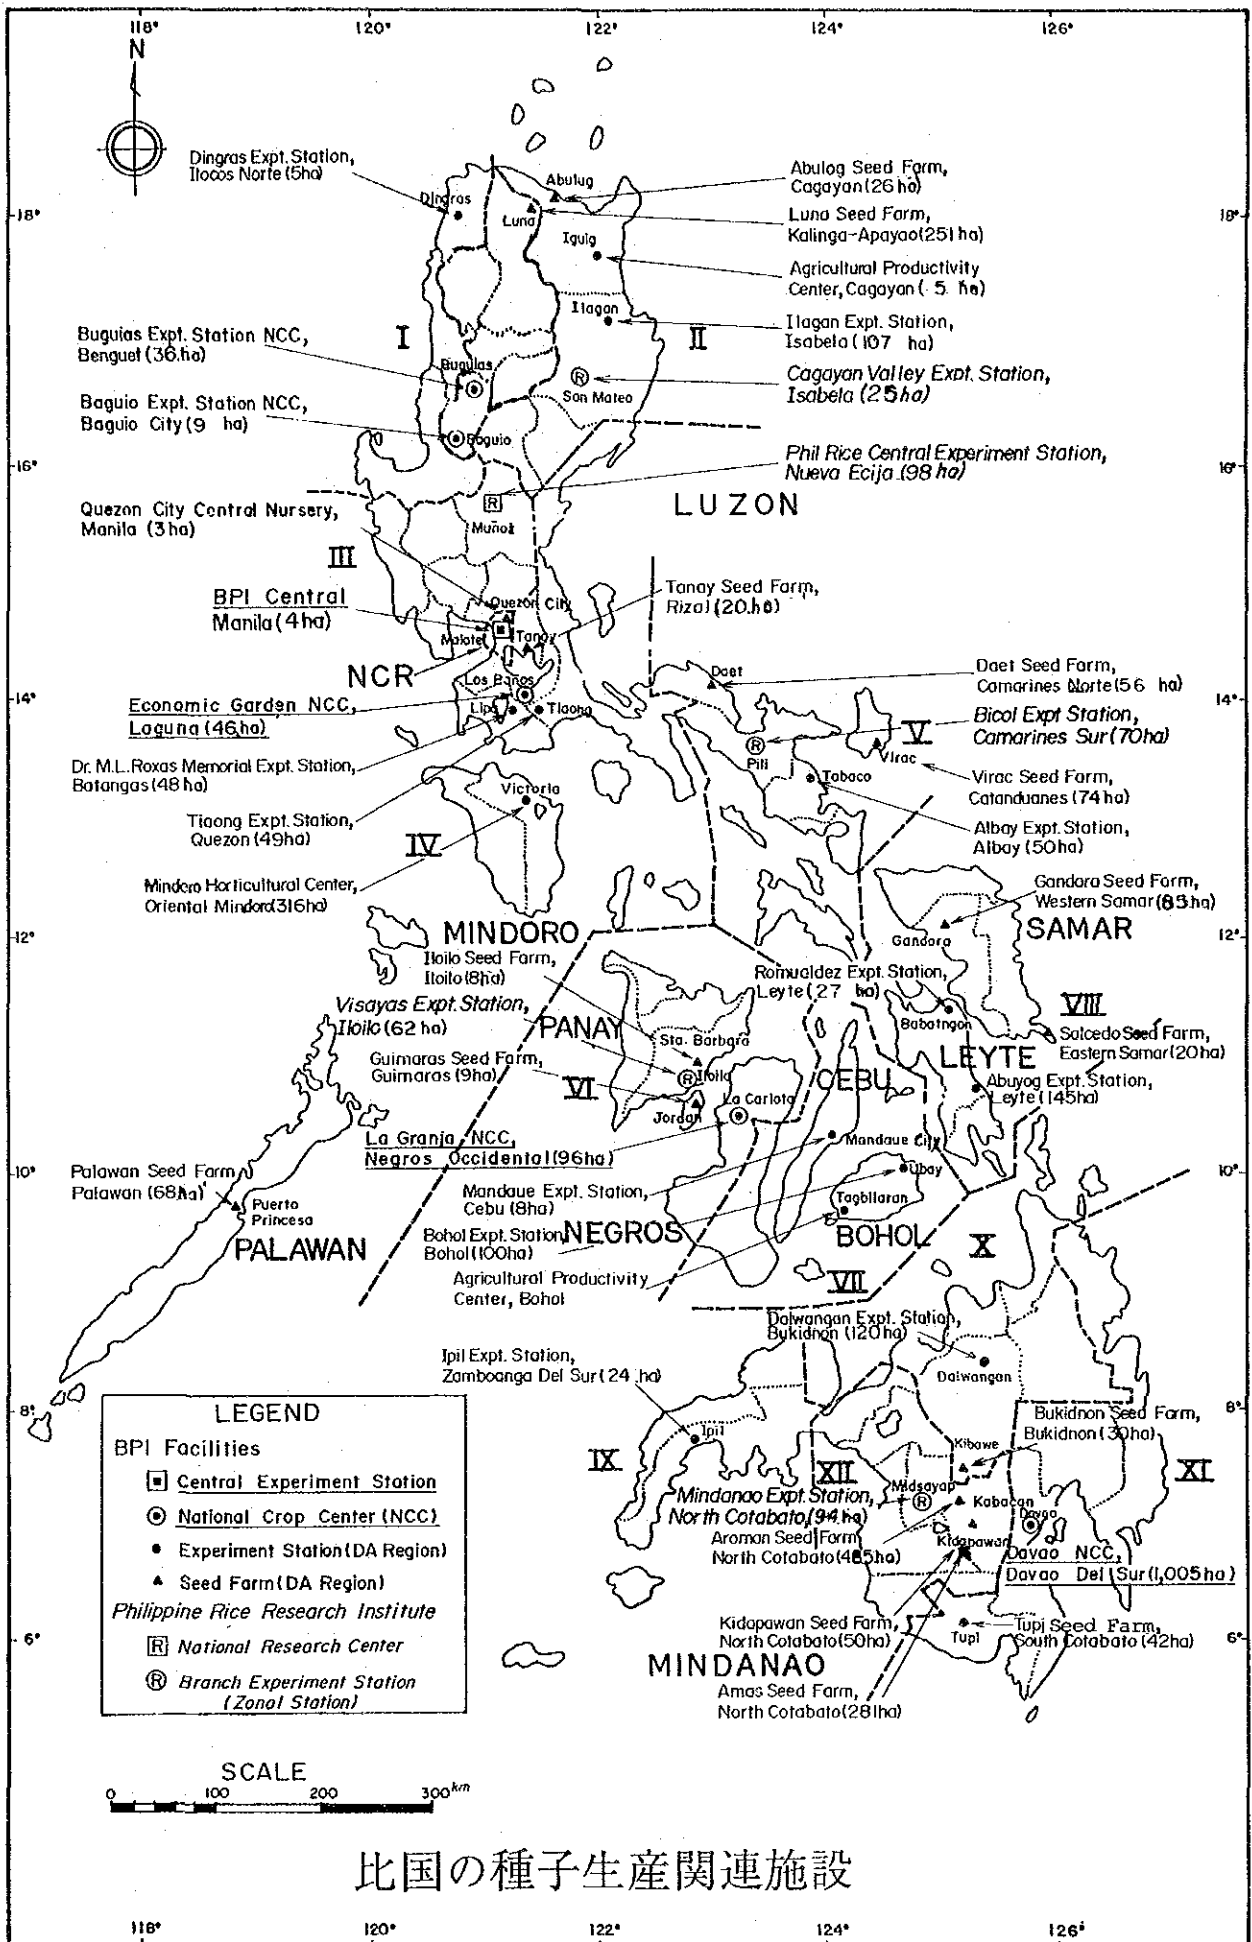 118° 120° 122° 124° 126°
N
Dingras Expt. Station,
Ilocos Norte (5ha)
Abulug
Abulog Seed Farm,
Cagayan (26 ha)
Dingras
18°
Luna
Luna Seed Farm,
Kalinga-Apayao (251 ha)
18°
Iguig
Agricultural Productivity
Center, Cagayan ( 5 ha)
Ilagan
Ilagan Expt. Station,
Isabela (107 ha)
I
II
Buguias Expt. Station NCC,
Benguet (36 ha)
Buguias
Cagayan Valley Expt. Station,
Isabela (25ha)
San Mateo
Baguio Expt. Station NCC,
Baguio City (9 ha)
Baguio
16°
Phil Rice Central Experiment Station,
Nueva Ecija (98 ha)
16°
R
LUZON
Quezon City Central Nursery,
Manila (3ha)
Muñoz
III
BPI Central
Manila (4ha)
Quezon City
Tanay Seed Farm,
Rizal (20 ha)
Tanay
NCR
Los Baños
Daet
Daet Seed Farm,
Camarines Norte (56 ha)
14°
14°
Economic Garden NCC,
Laguna (46 ha)
Lipa
Tiaong
Bicol Expt Station,
Camarines Sur (70ha)
V
R
Pili
Virac
Dr. M.L. Roxas Memorial Expt. Station,
Batangas (48 ha)
Tabaco
Virac Seed Farm,
Catanduanes (74 ha)
Victoria
Tiaong Expt. Station,
Quezon (49ha)
Albay Expt. Station,
Albay (50ha)
IV
Mindoro Horticultural Center,
Oriental Mindoro(316ha)
Gandara Seed Farm,
Western Samar (85 ha)
Gandara
SAMAR
12°
MINDORO
12°
Iloilo Seed Farm,
Iloilo (8ha)
Romualdez Expt. Station,
Leyte (27 ha)
Visayas Expt. Station,
Iloilo (62 ha)
PANAY
VIII
Babatngon
Sta. Barbara
Salcedo Seed Farm,
Eastern Samar (20 ha)
Guimaras Seed Farm,
Guimaras (9ha)
VI
R
Iloilo
CEBU
LEYTE
Abuyog Expt. Station,
Leyte (145ha)
La Carlota
Jordan
La Granja NCC,
Negros Occidental (96ha)
Mandaue City
10°
10°
Palawan Seed Farm
Palawan (68 ha)
Ubay
Puerto
Princesa
Mandaue Expt. Station,
Cebu (8ha)
Tagbilaran
PALAWAN
Bohol Expt. Station,
Bohol (100ha)
NEGROS
BOHOL
X
Agricultural Productivity
Center, Bohol
VII
Dalwangan Expt. Station,
Bukidnon (120ha)
Ipil Expt. Station,
Zamboanga Del Sur (24 ha)
Dalwangan
8°
8°
Bukidnon Seed Farm,
Bukidnon (30ha)
Ipil
Kibawe
IX
XII
XI
Midsayap
R
Mindanao Expt. Station,
North Cotabato, (94 ha)
Kabacan
Davao
Aroman Seed Farm
North Cotabato (485ha)
Kidapawan
Davao NCC,
Davao Del Sur (1,005 ha)
Kidapawan Seed Farm,
North Cotabato (50ha)
Tupi
Tupi Seed Farm,
South Cotabato (42ha)
6°
6°
MINDANAO
Amas Seed Farm,
North Cotabato (281ha)
LEGEND
BPI Facilities
Central Experiment Station
National Crop Center (NCC)
Experiment Station (DA Region)
Seed Farm (DA Region)
Philippine Rice Research Institute
R National Research Center
R Branch Experiment Station
(Zonal Station)
SCALE
0 100 200 300 km
比国の種子生産関連施設
118° 120° 122° 124° 126°